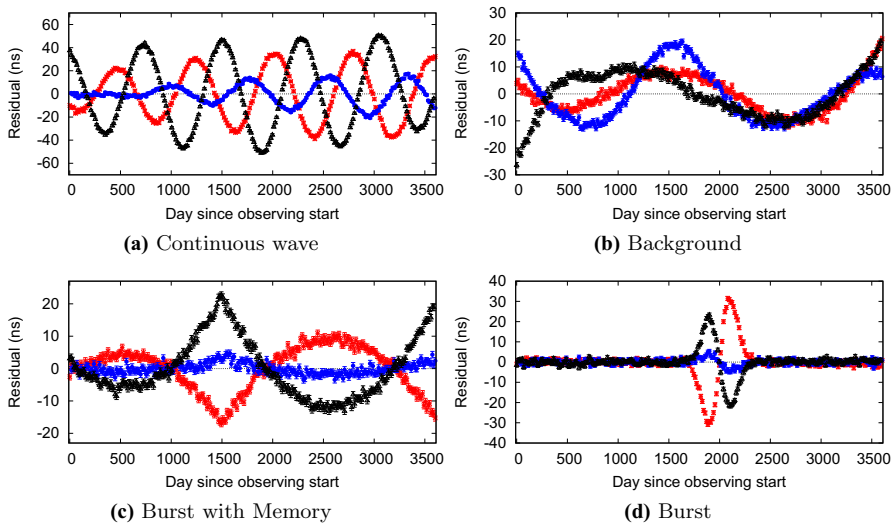 60
40
20
0
-20
-40
-60
Residual (ns)
0 500 1000 1500 2000 2500 3000 3500
Day since observing start
(a) Continuous wave
30
20
10
0
-10
-20
-30
Residual (ns)
0 500 1000 1500 2000 2500 3000 3500
Day since observing start
(b) Background
20
10
0
-10
-20
Residual (ns)
0 500 1000 1500 2000 2500 3000 3500
Day since observing start
(c) Burst with Memory
40
30
20
10
0
-10
-20
-30
-40
Residual (ns)
0 500 1000 1500 2000 2500 3000 3500
Day since observing start
(d) Burst